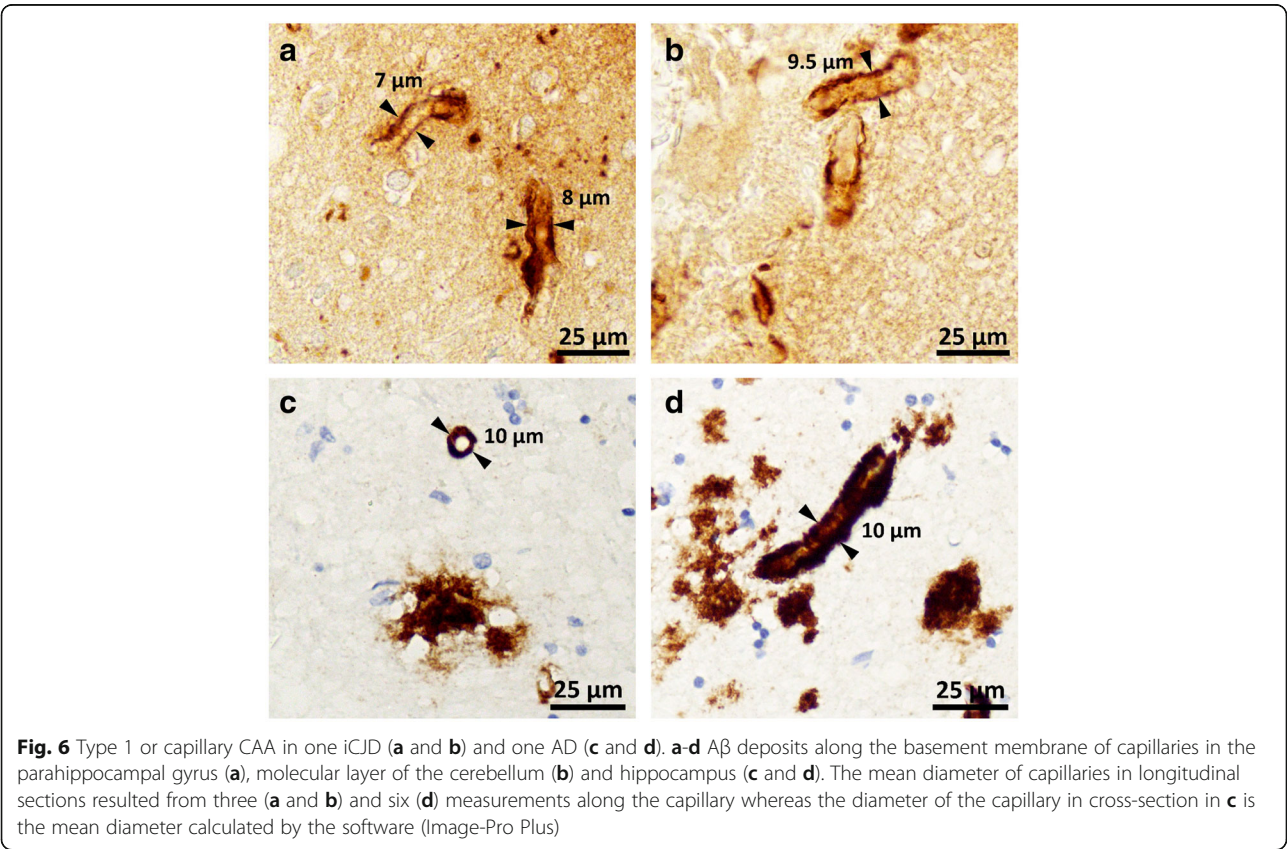 a
7 µm
8 µm
25 µm
b
9.5 µm
25 µm
c
10 µm
25 µm
d
10 µm
25 µm
Fig. 6 Type 1 or capillary CAA in one iCJD (a and b) and one AD (c and d). a-d Aβ deposits along the basement membrane of capillaries in the
parahippocampal gyrus (a), molecular layer of the cerebellum (b) and hippocampus (c and d). The mean diameter of capillaries in longitudinal
sections resulted from three (a and b) and six (d) measurements along the capillary whereas the diameter of the capillary in cross-section in c is
the mean diameter calculated by the software (Image-Pro Plus)